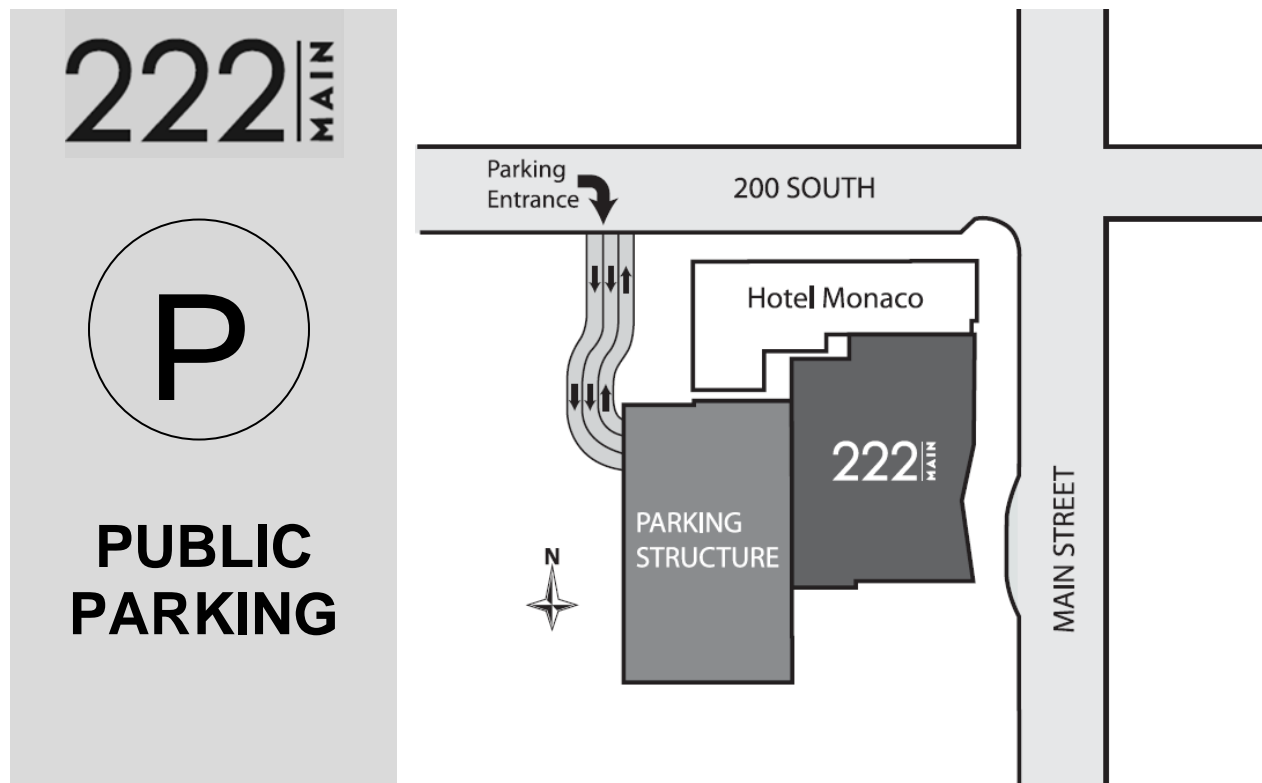 222 MAIN
P
PUBLIC
PARKING
Parking
Entrance
200 SOUTH
Hotel Monaco
222 MAIN
PARKING
STRUCTURE
N
MAIN STREET